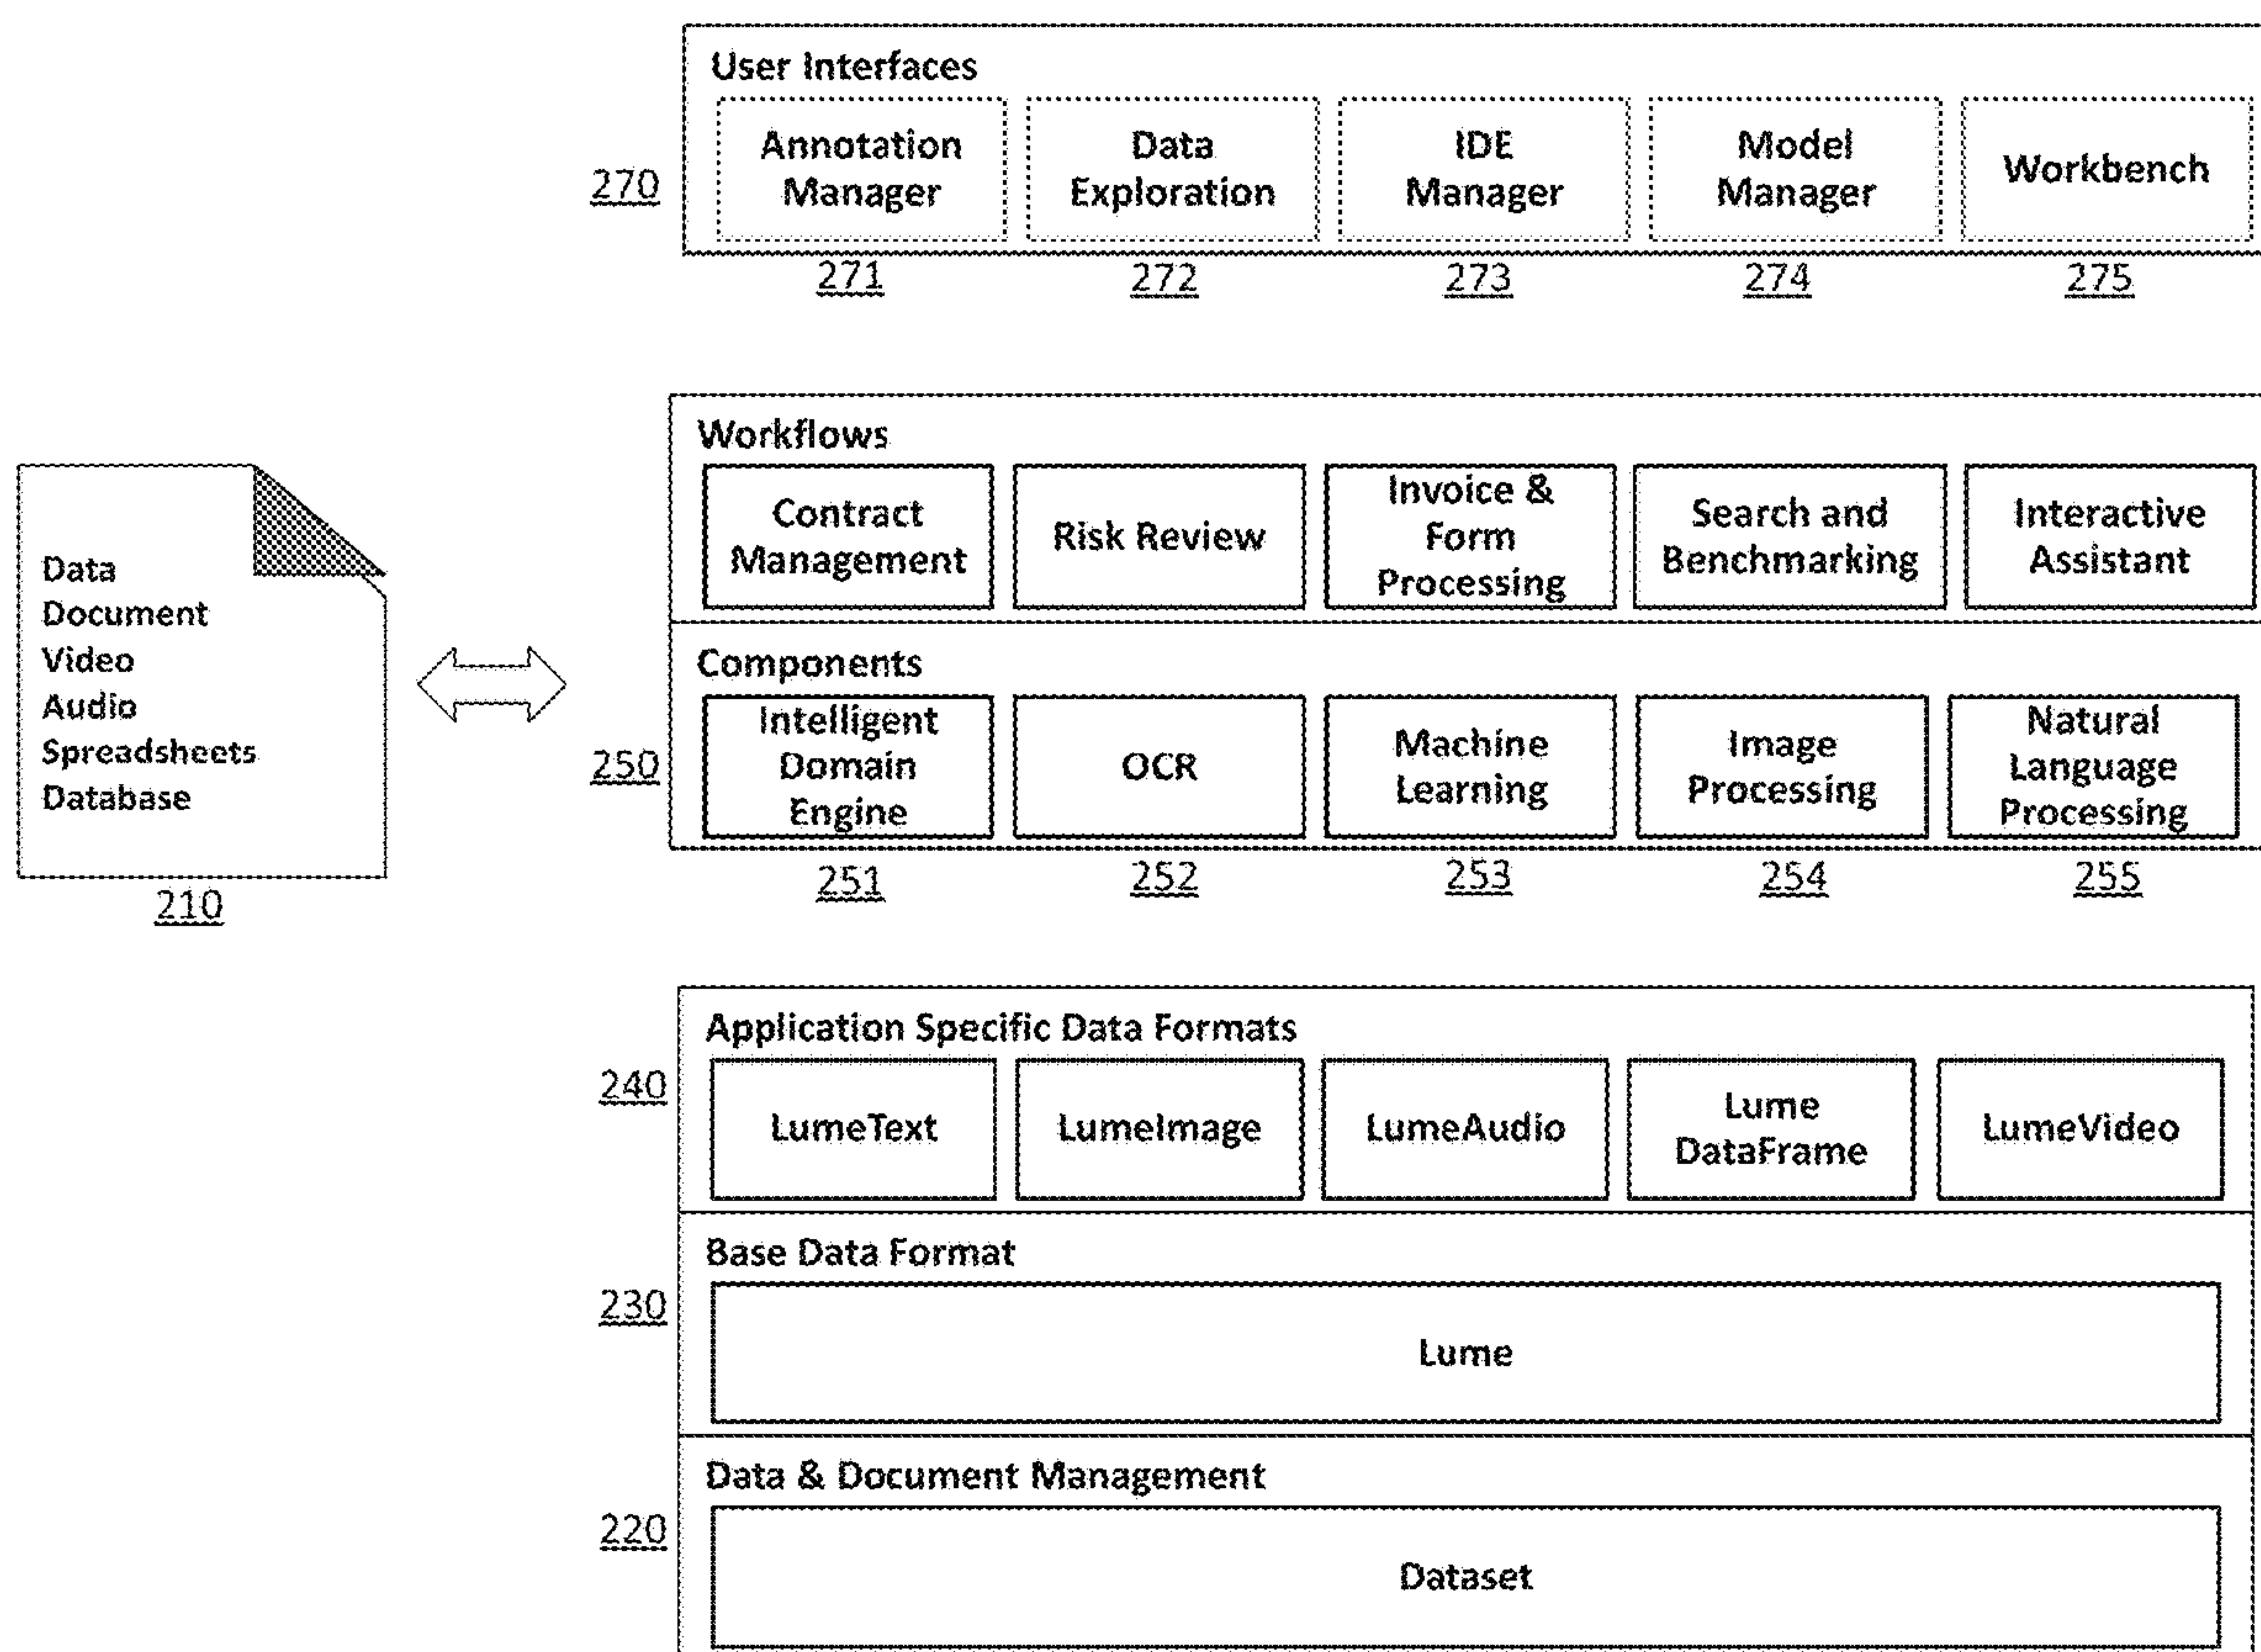 User Interfaces
Annotation
Manager
Data
Exploration
IDE
Manager
Model
Manager
Workbench
270
271
272
273
274
275
Data
Document
Video
Audio
Spreadsheets
Database
210
Workflows
Contract
Management
Risk Review
Invoice &
Form
Processing
Search and
Benchmarking
Interactive
Assistant
Components
250
Intelligent
Domain
Engine
OCR
Machine
Learning
Image
Processing
Natural
Language
Processing
251
252
253
254
255
Application Specific Data Formats
240
LumeText
LumeImage
LumeAudio
Lume
DataFrame
LumeVideo
Base Data Format
230
Lume
Data & Document Management
220
Dataset